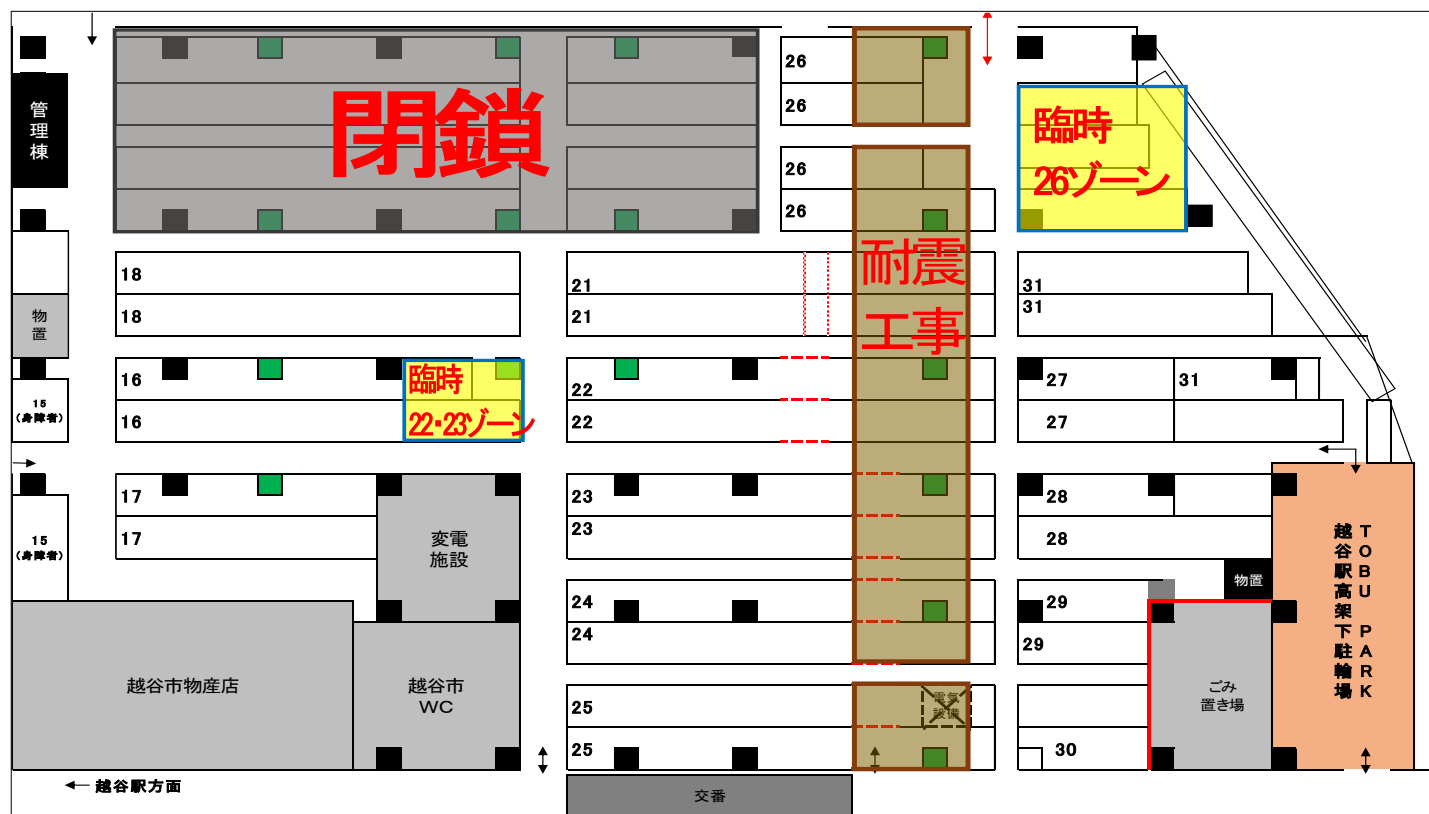 管理棟
閉鎖
26
26
26
26
臨時
26ゾーン
耐震
工事
18
18
21
21
31
31
物置
16
16
臨時
22・23ゾーン
22
22
27
31
27
15
(身障者)
17
17
変電
施設
23
23
28
28
15
(身障者)
24
24
29
29
物置
越谷駅高架下駐輪場
TOBU PARK
越谷市物産店
越谷市
WC
25
25
電気
設備
30
ごみ
置き場
← 越谷駅方面
交番